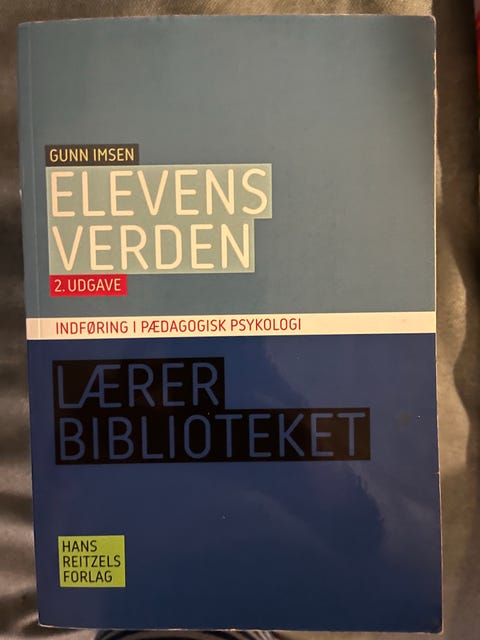 GUNN IMSEN
ELEVENS
VERDEN
2. UDGAVE
INDFØRING I PÆDAGOGISK PSYKOLOGI
LÆRER
BIBLIOTEKET
HANS
REITZELS
FORLAG